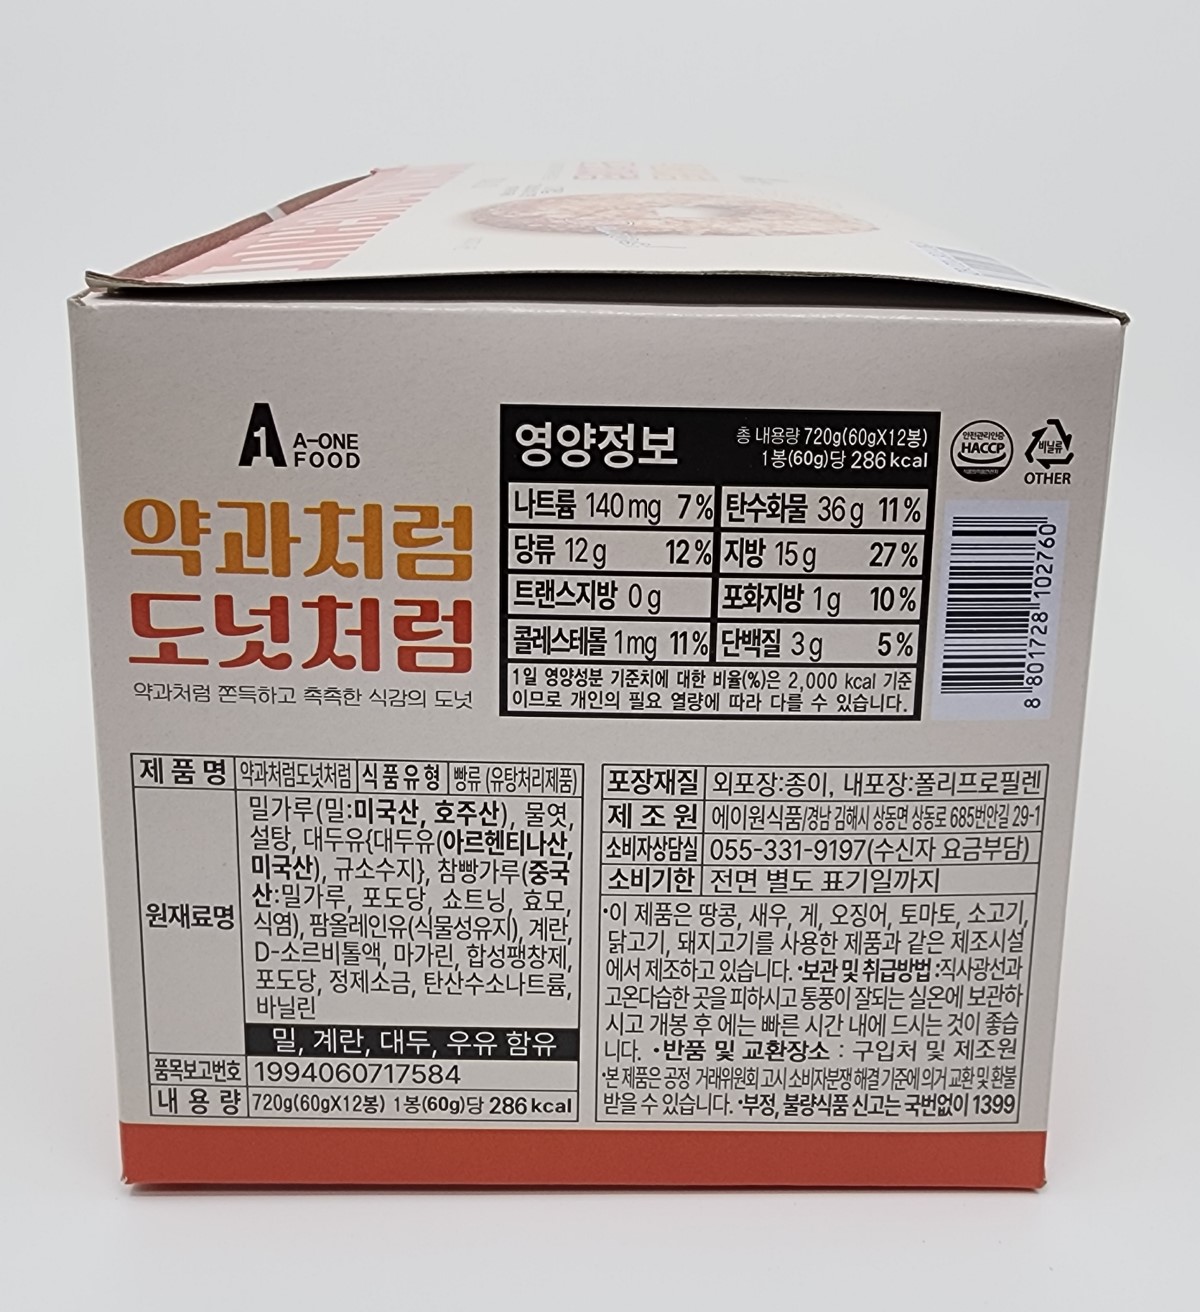 A-ONE
FOOD
약과처럼
도넛처럼
약과처럼 쫀득하고 촉촉한 식감의 도넛
영양정보
총 내용량 720g(60gX12봉)
1봉(60g)당 286 kcal
나트륨 140 mg 7% 탄수화물 36 g 11%
당류 12 g 12% 지방 15 g 27%
트랜스지방 0 g 포화지방 1 g 10%
콜레스테롤 1 mg 11% 단백질 3 g 5%
1일 영양성분 기준치에 대한 비율(%)은 2,000 kcal 기준
이므로 개인의 필요 열량에 따라 다를 수 있습니다.
안전관리인증
HACCP
비닐류
OTHER
8 801728 102760
제 품 명 약과처럼도넛처럼 식품유형 빵류 (유탕처리제품)
원재료명
밀가루(밀:미국산, 호주산), 물엿,
설탕, 대두유{대두유(아르헨티나산,
미국산), 규소수지}, 참빵가루(중국
산:밀가루, 포도당, 쇼트닝, 효모,
식염), 팜올레인유(식물성유지), 계란,
D-소르비톨액, 마가린, 합성팽창제,
포도당, 정제소금, 탄산수소나트륨,
바닐린
밀, 계란, 대두, 우유 함유
품목보고번호 1994060717584
내 용 량 720g(60gX12봉) 1봉(60g)당 286 kcal
포장재질 외포장:종이, 내포장:폴리프로필렌
제 조 원 에이원식품/경남 김해시 상동면 상동로 685번안길 29-1
소비자상담실 055-331-9197(수신자 요금부담)
소비기한 전면 별도 표기일까지
·이 제품은 땅콩, 새우, 게, 오징어, 토마토, 소고기,
닭고기, 돼지고기를 사용한 제품과 같은 제조시설
에서 제조하고 있습니다. ·보관 및 취급방법 :직사광선과
고온다습한 곳을 피하시고 통풍이 잘되는 실온에 보관하
시고 개봉 후 에는 빠른 시간 내에 드시는 것이 좋습
니다. ·반품 및 교환장소 : 구입처 및 제조원
·본 제품은 공정 거래위원회 고시 소비자분쟁 해결 기준에 의거 교환 및 환불
받을 수 있습니다. ·부정, 불량식품 신고는 국번없이 1399